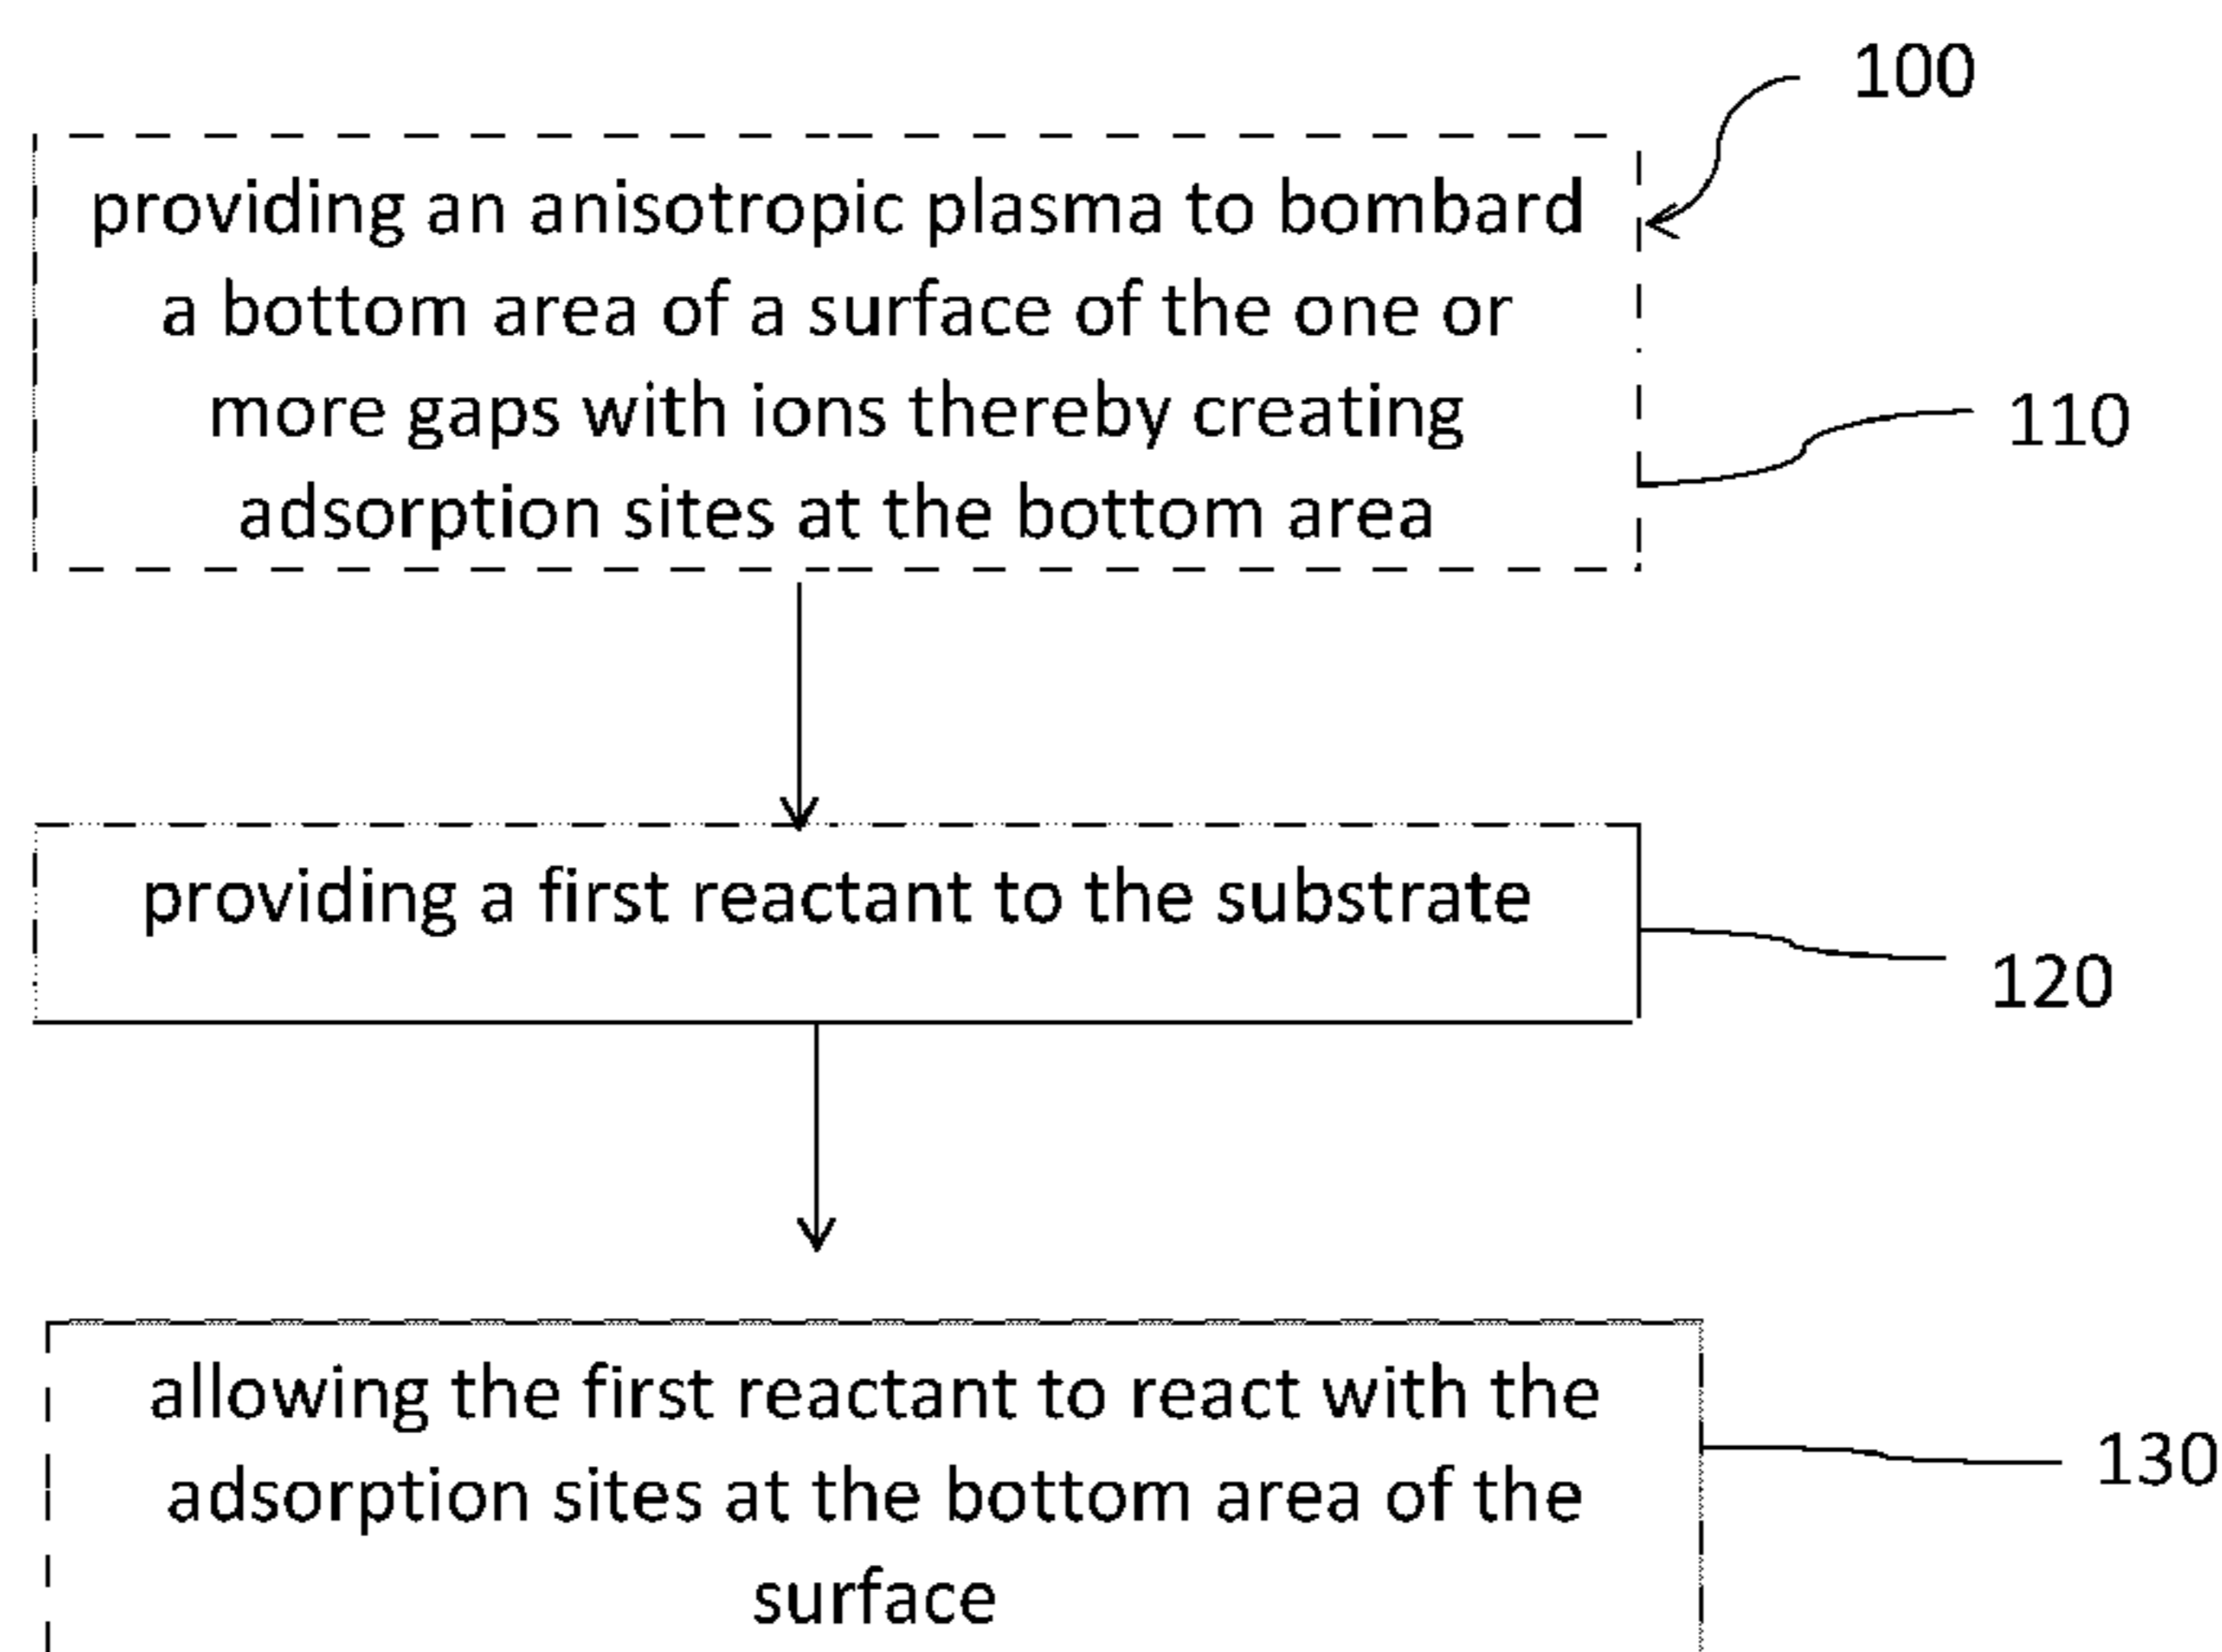 100
providing an anisotropic plasma to bombard
a bottom area of a surface of the one or
more gaps with ions thereby creating
110
adsorption sites at the bottom area
providing a first reactant to the substrate
120
allowing the first reactant to react with the
130
adsorption sites at the bottom area of the
surface